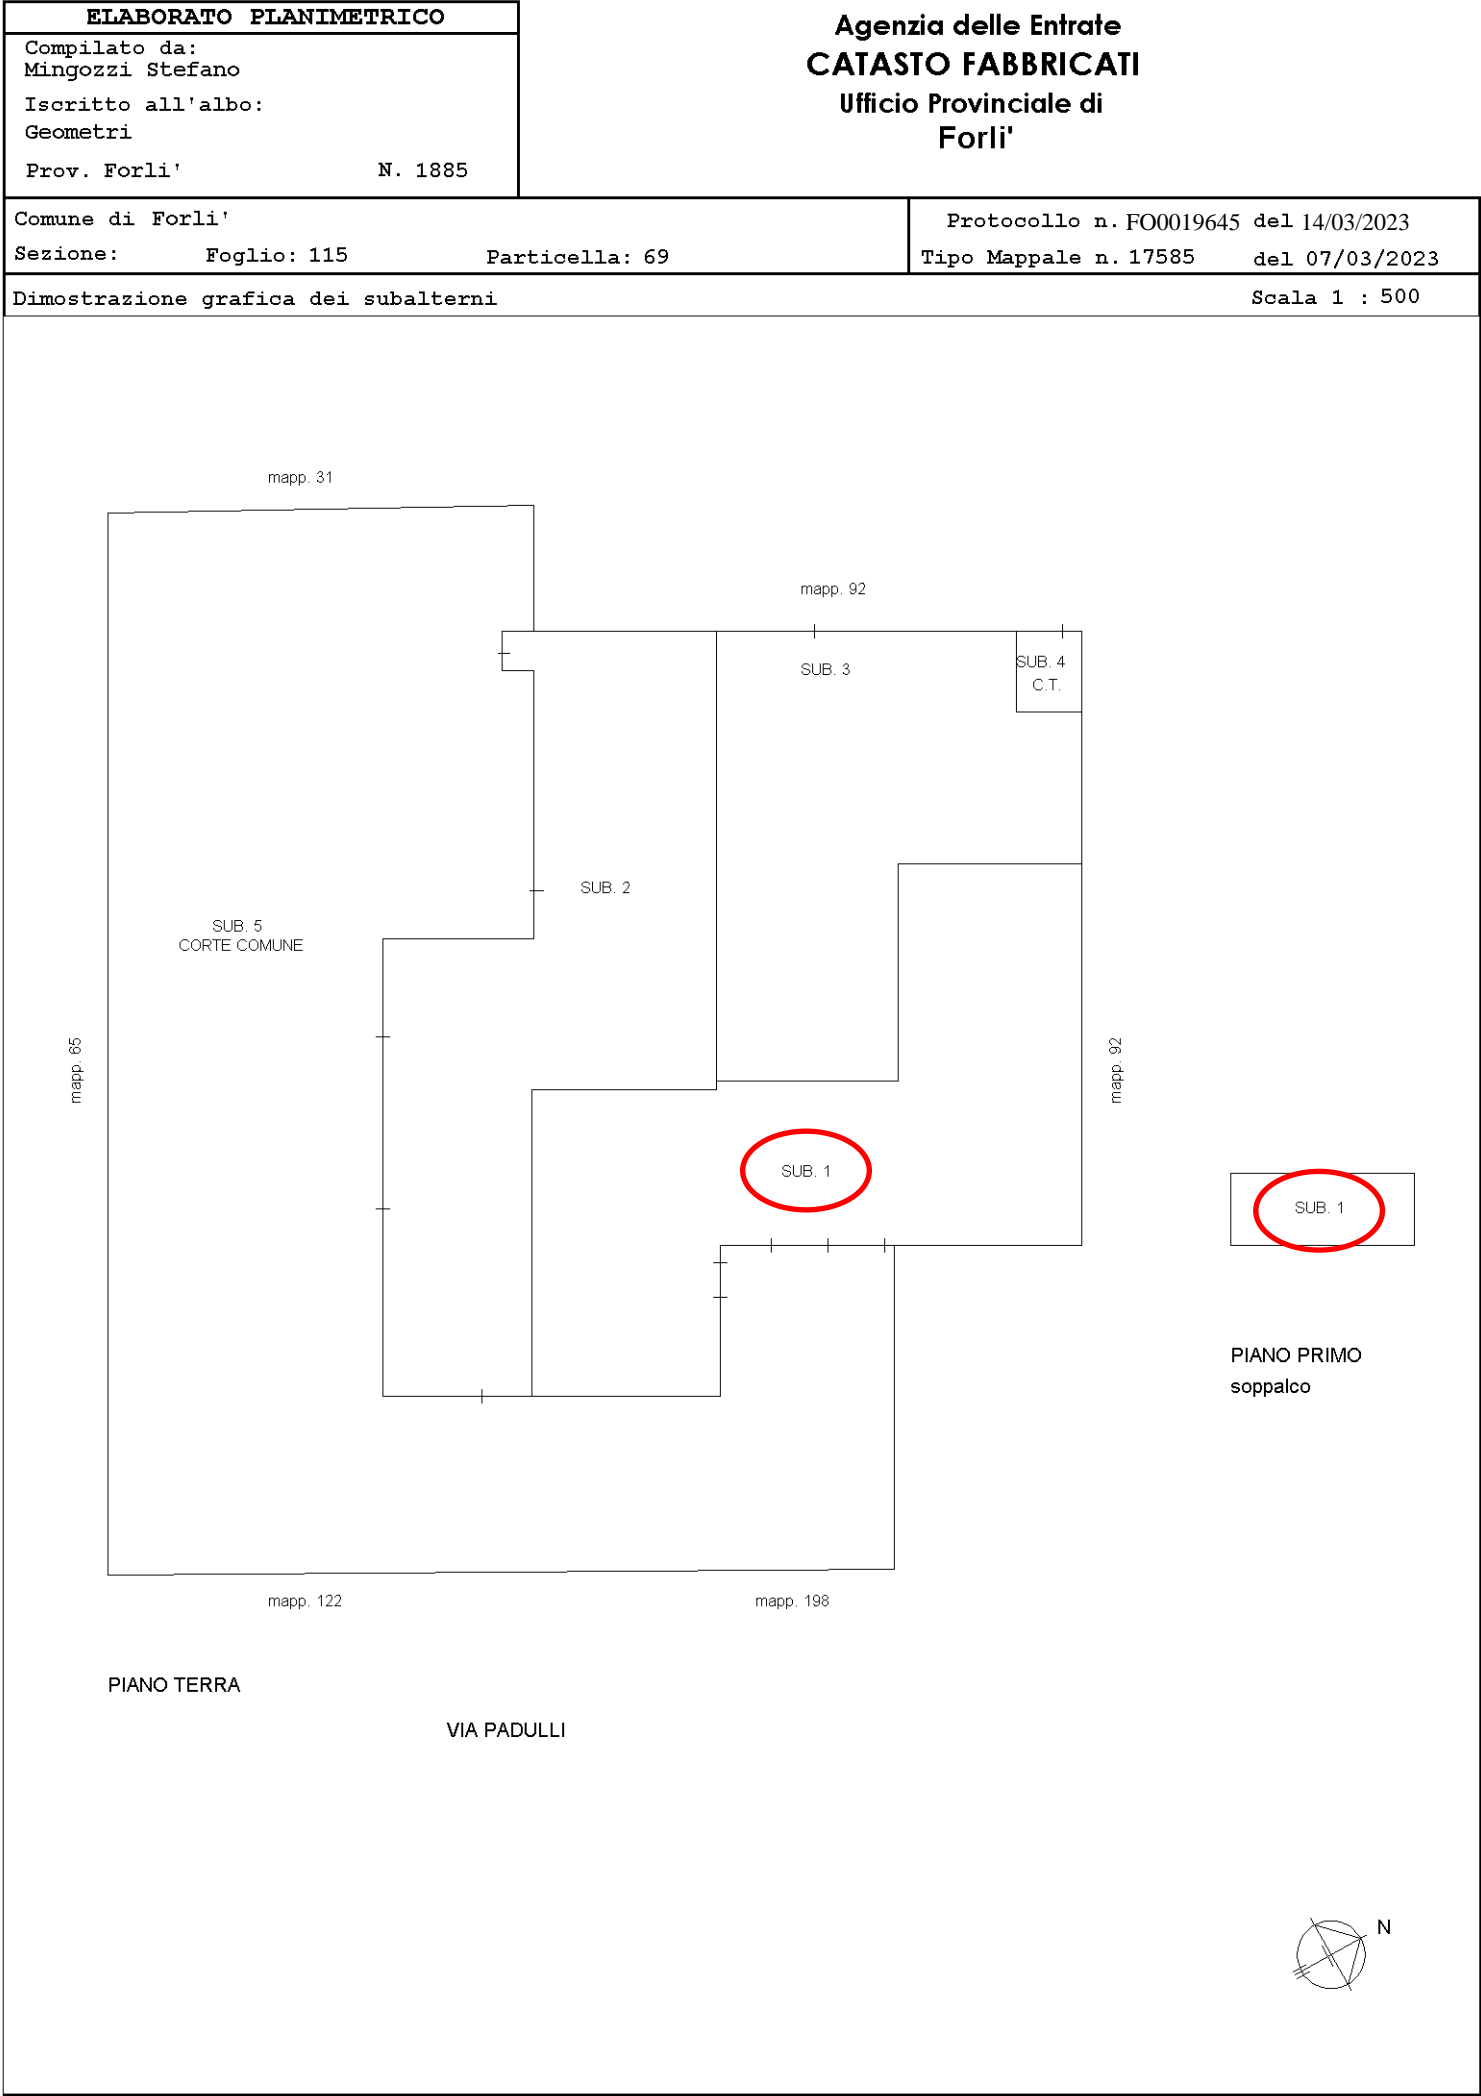 ELABORATO PLANIMETRICO
Compilato da:
Mingozzi Stefano
Iscritto all'albo:
Geometri
Prov. Forli' N. 1885
Agenzia delle Entrate
CATASTO FABBRICATI
Ufficio Provinciale di
Forli'
Comune di Forli'
Sezione: Foglio: 115 Particella: 69
Protocollo n. FO0019645 del 14/03/2023
Tipo Mappale n. 17585 del 07/03/2023
Dimostrazione grafica dei subalterni Scala 1 : 500
mapp. 31
mapp. 92
SUB. 3
SUB. 4
C.T.
SUB. 2
SUB. 5
CORTE COMUNE
mapp. 65
mapp. 92
SUB. 1
SUB. 1
PIANO PRIMO
soppalco
mapp. 122
mapp. 198
PIANO TERRA
VIA PADULLI
N